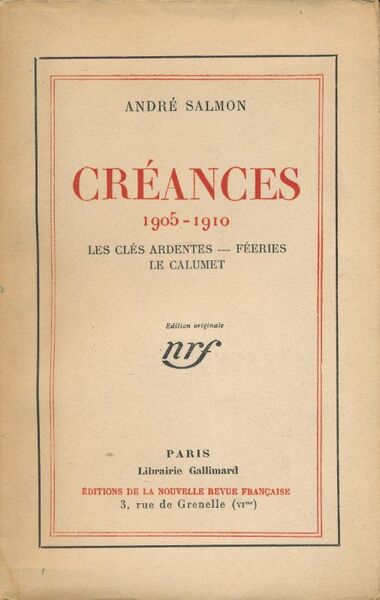 ANDRÉ SALMON
CRÉANCES
1905-1910
LES CLÉS ARDENTES — FÉERIES
LE CALUMET
Edition originale
nrf
PARIS
Librairie Gallimard
ÉDITIONS DE LA NOUVELLE REVUE FRANÇAISE
3, rue de Grenelle (VIme)